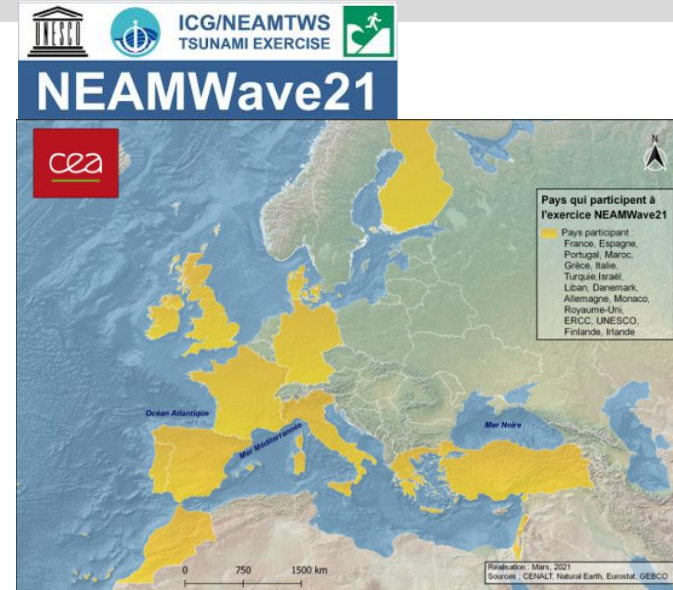 UNESCO
ICG/NEAMTWS
TSUNAMI EXERCISE
NEAMWave21
cea
N
Pays qui participent à
l'exercice NEAMWave21
Pays participant :
France, Espagne,
Portugal, Maroc,
Grèce, Italie,
Turquie,Israël,
Liban, Danemark,
Allemagne, Monaco,
Royaume-Uni,
ERCC, UNESCO,
Finlande, Irlande
Océan Atlantique
Mer Méditerrannée
Mer Noire
0 750 1500 km
Réalisation : Mars, 2021
Sources : CENALT, Natural Earth, Eurostat, GEBCO